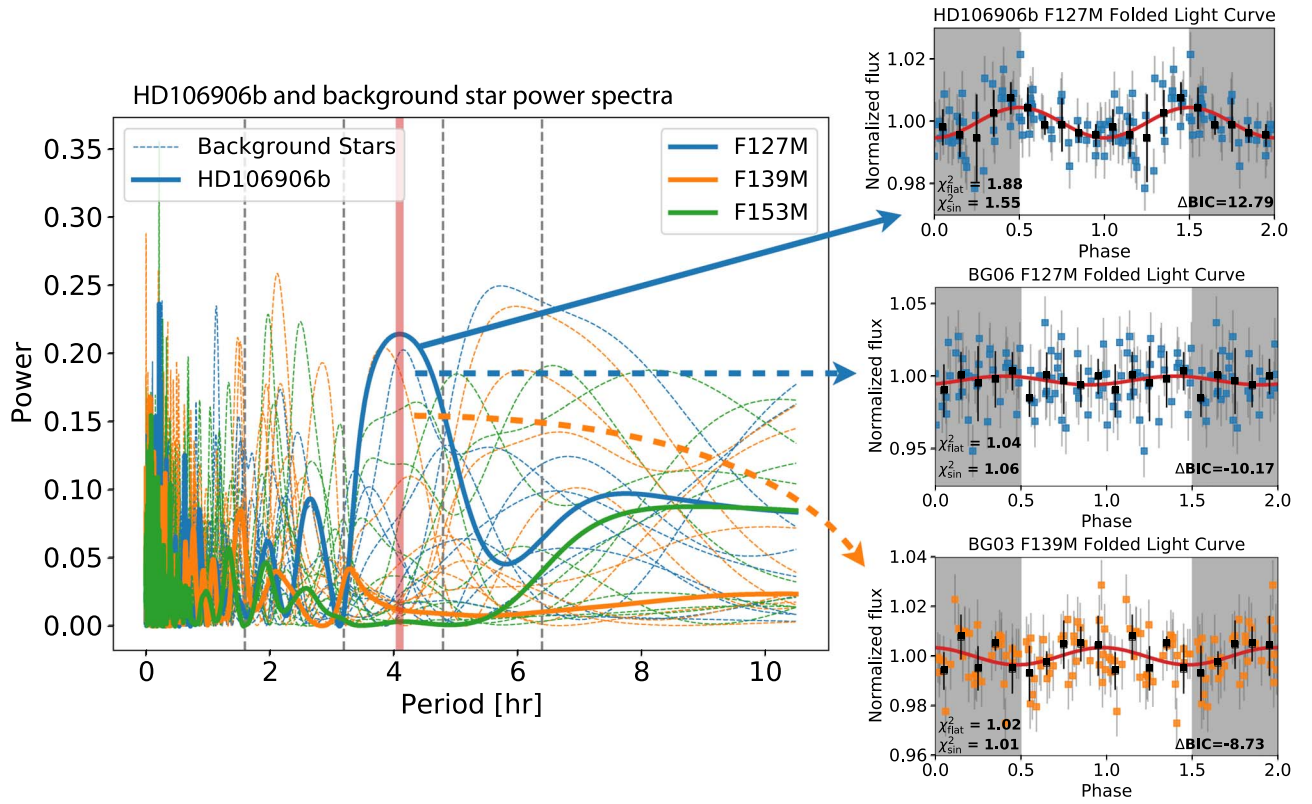 HD106906b and background star power spectra
Background Stars
HD106906b
F127M
F139M
F153M
0.35
0.30
0.25
0.20
0.15
0.10
0.05
0.00
Power
0 2 4 6 8 10
Period [hr]
HD106906b F127M Folded Light Curve
1.02
1.00
0.98
Normalized flux
χ²flat = 1.88
χ²sin = 1.55
ΔBIC=12.79
0.0 0.5 1.0 1.5 2.0
Phase
BG06 F127M Folded Light Curve
1.05
1.00
0.95
Normalized flux
χ²flat = 1.04
χ²sin = 1.06
ΔBIC=-10.17
0.0 0.5 1.0 1.5 2.0
Phase
BG03 F139M Folded Light Curve
1.04
1.02
1.00
0.98
0.96
Normalized flux
χ²flat = 1.02
χ²sin = 1.01
ΔBIC=-8.73
0.0 0.5 1.0 1.5 2.0
Phase